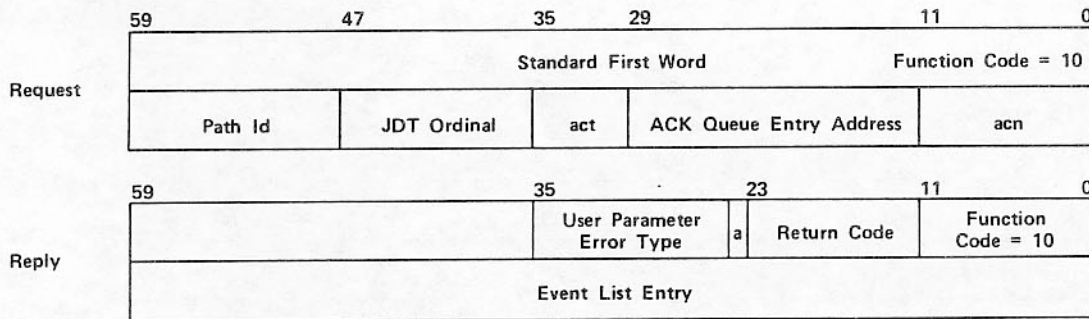 59 47 35 29 11 0
Request
Standard First Word Function Code = 10
Path Id JDT Ordinal act ACK Queue Entry Address acn
59 35 23 11 0
Reply
User Parameter Error Type a Return Code Function Code = 10
Event List Entry